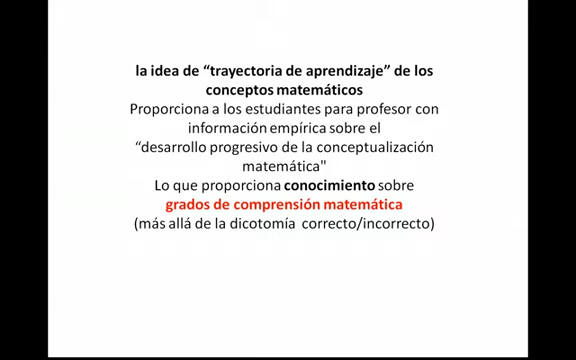 la idea de “trayectoria de aprendizaje” de los
conceptos matemáticos
Proporciona a los estudiantes para profesor con
información empírica sobre el
“desarrollo progresivo de la conceptualización
matemática"
Lo que proporciona conocimiento sobre
grados de comprensión matemática
(más allá de la dicotomía correcto/incorrecto)